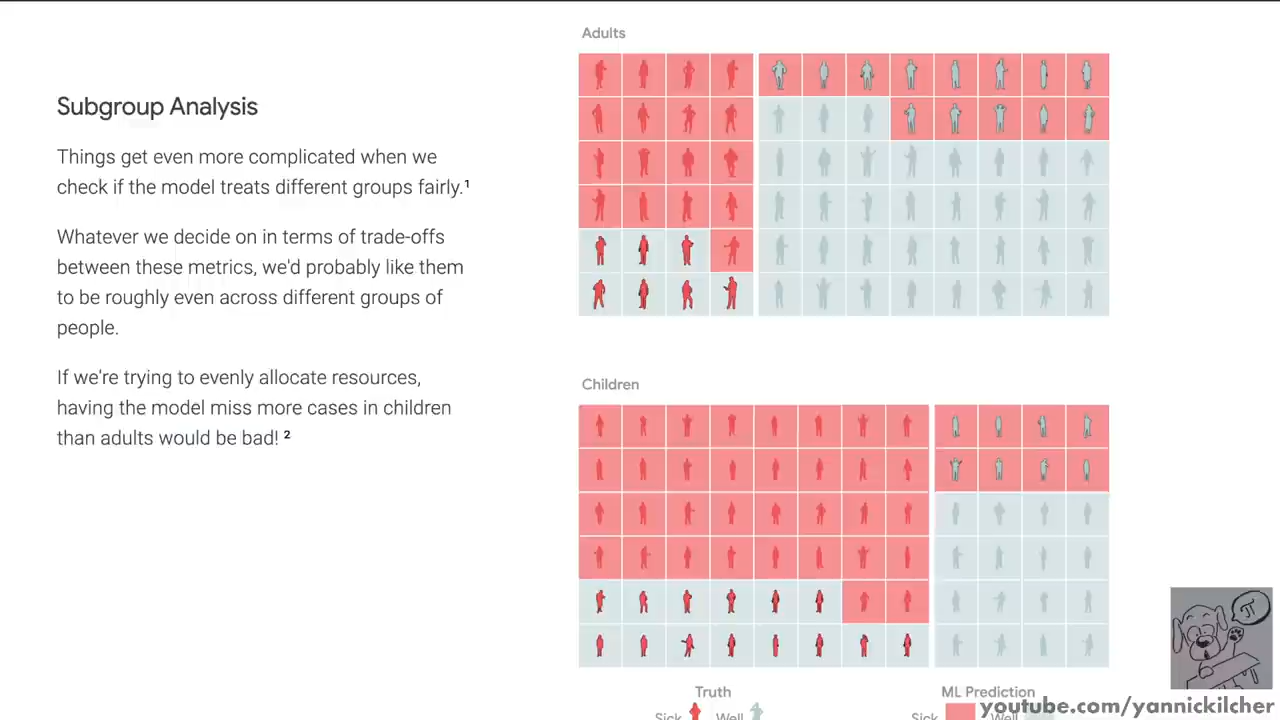 Adults
Subgroup Analysis
Things get even more complicated when we
check if the model treats different groups fairly.¹
Whatever we decide on in terms of trade-offs
between these metrics, we'd probably like them
to be roughly even across different groups of
people.
If we're trying to evenly allocate resources,
having the model miss more cases in children
than adults would be bad! ²
Children
Truth
Sick Well
ML Prediction
Sick Well
π
youtube.com/yannickilcher